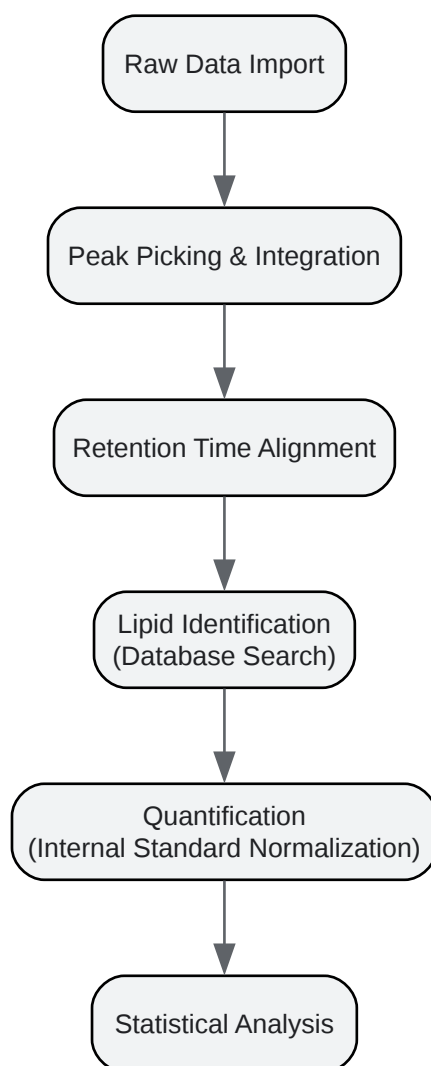 Raw Data Import
Peak Picking & Integration
Retention Time Alignment
Lipid Identification
(Database Search)
Quantification
(Internal Standard Normalization)
Statistical Analysis